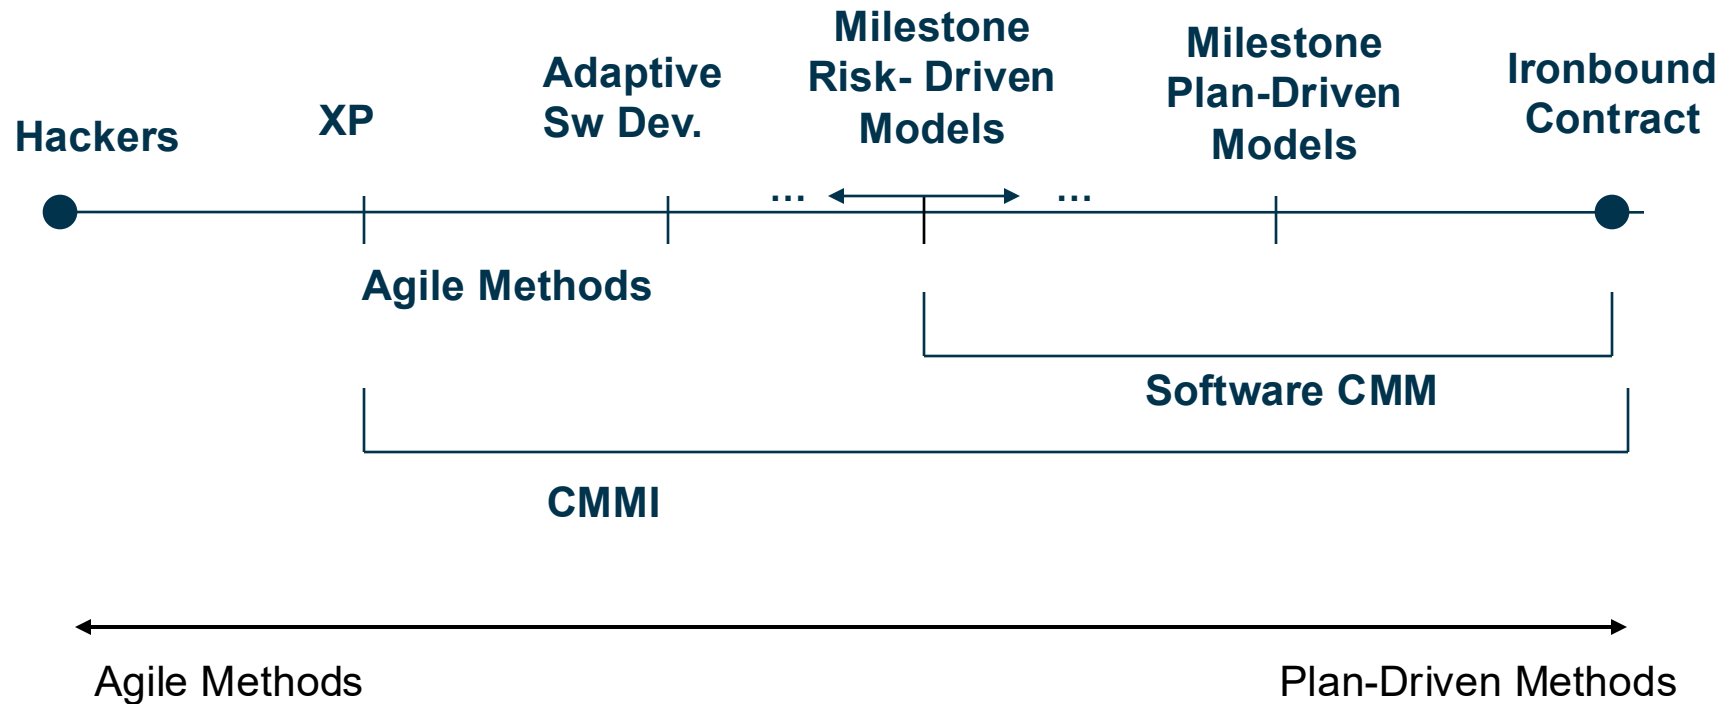 Hackers
XP
Adaptive
Sw Dev.
Milestone
Risk- Driven
Models
Milestone
Plan-Driven
Models
Ironbound
Contract
...
...
Agile Methods
Software CMM
CMMI
Agile Methods
Plan-Driven Methods